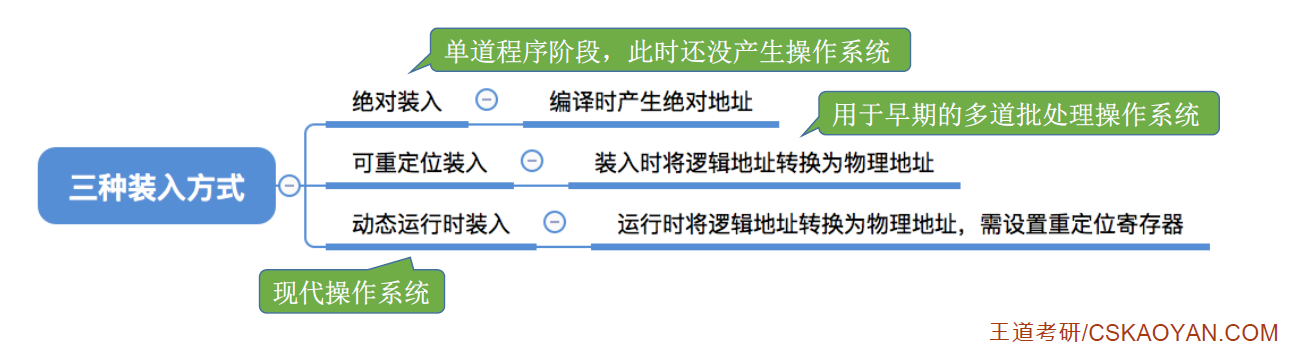 单道程序阶段，此时还没产生操作系统
绝对装入
编译时产生绝对地址
用于早期的多道批处理操作系统
三种装入方式
可重定位装入
装入时将逻辑地址转换为物理地址
动态运行时装入
运行时将逻辑地址转换为物理地址，需设置重定位寄存器
现代操作系统
王道考研/CSKAOYAN.COM